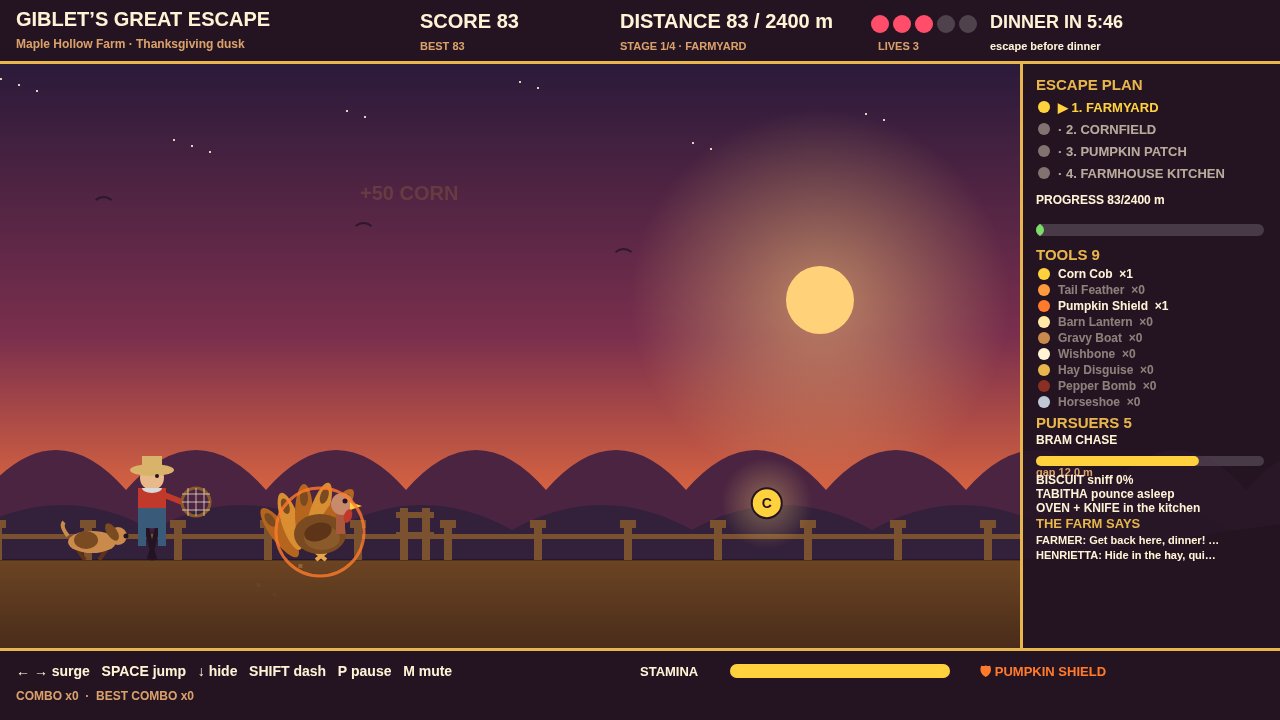 GIBLET'S GREAT ESCAPE
Maple Hollow Farm · Thanksgiving dusk
SCORE 83
BEST 83
DISTANCE 83 / 2400 m
STAGE 1/4 · FARMYARD
LIVES 3
DINNER IN 5:46
escape before dinner
+50 CORN
C
ESCAPE PLAN
▶ 1. FARMYARD
· 2. CORNFIELD
· 3. PUMPKIN PATCH
· 4. FARMHOUSE KITCHEN
PROGRESS 83/2400 m
TOOLS 9
Corn Cob ×1
Tail Feather ×0
Pumpkin Shield ×1
Barn Lantern ×0
Gravy Boat ×0
Wishbone ×0
Hay Disguise ×0
Pepper Bomb ×0
Horseshoe ×0
PURSUERS 5
BRAM CHASE
gap 12.0 m
BISCUIT sniff 0%
TABITHA pounce asleep
OVEN + KNIFE in the kitchen
THE FARM SAYS
FARMER: Get back here, dinner! …
HENRIETTA: Hide in the hay, qui…
← → surge SPACE jump ↓ hide SHIFT dash P pause M mute
COMBO x0 · BEST COMBO x0
STAMINA
PUMPKIN SHIELD